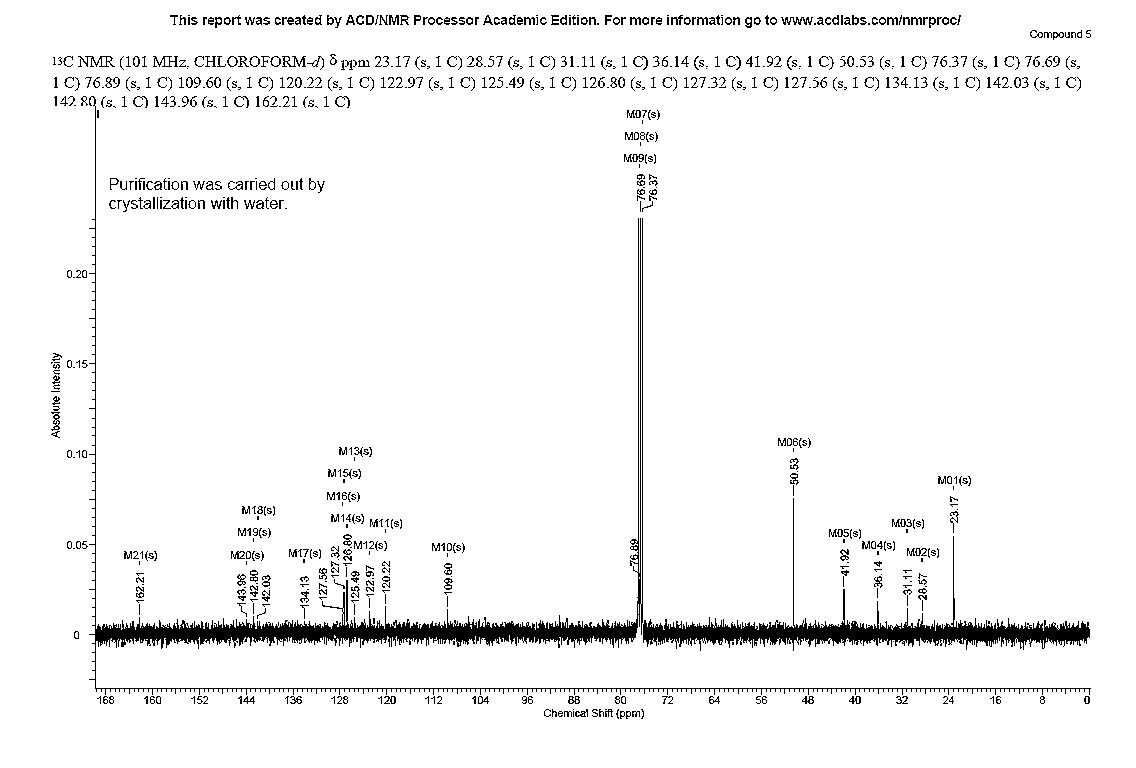 This report was created by ACD/NMR Processor Academic Edition. For more information go to www.acdlabs.com/nmrproc/
Compound 5
13C NMR (101 MHz, CHLOROFORM-d) δ ppm 23.17 (s, 1 C) 28.57 (s, 1 C) 31.11 (s, 1 C) 36.14 (s, 1 C) 41.92 (s, 1 C) 50.53 (s, 1 C) 76.37 (s, 1 C) 76.69 (s,
1 C) 76.89 (s, 1 C) 109.60 (s, 1 C) 120.22 (s, 1 C) 122.97 (s, 1 C) 125.49 (s, 1 C) 126.80 (s, 1 C) 127.32 (s, 1 C) 127.56 (s, 1 C) 134.13 (s, 1 C) 142.03 (s, 1 C)
142.80 (s, 1 C) 143.96 (s, 1 C) 162.21 (s, 1 C)
M07(s)
M08(s)
M09(s)
76.69
76.37
Purification was carried out by
crystallization with water.
0.20
0.15
0.10
0.05
0
Absolute Intensity
M13(s)
M15(s)
M16(s)
M18(s)
M14(s)
M11(s)
M19(s)
M21(s)
M20(s)
M17(s)
M12(s)
M10(s)
M06(s)
M01(s)
M03(s)
M05(s)
M04(s)
M02(s)
162.21
143.96
142.80
142.03
134.13
127.56
127.32
126.80
125.49
122.97
120.22
109.60
76.89
50.53
41.92
36.14
31.11
28.57
23.17
168 160 152 144 136 128 120 112 104 96 88 80 72 64 56 48 40 32 24 16 8 0
Chemical Shift (ppm)